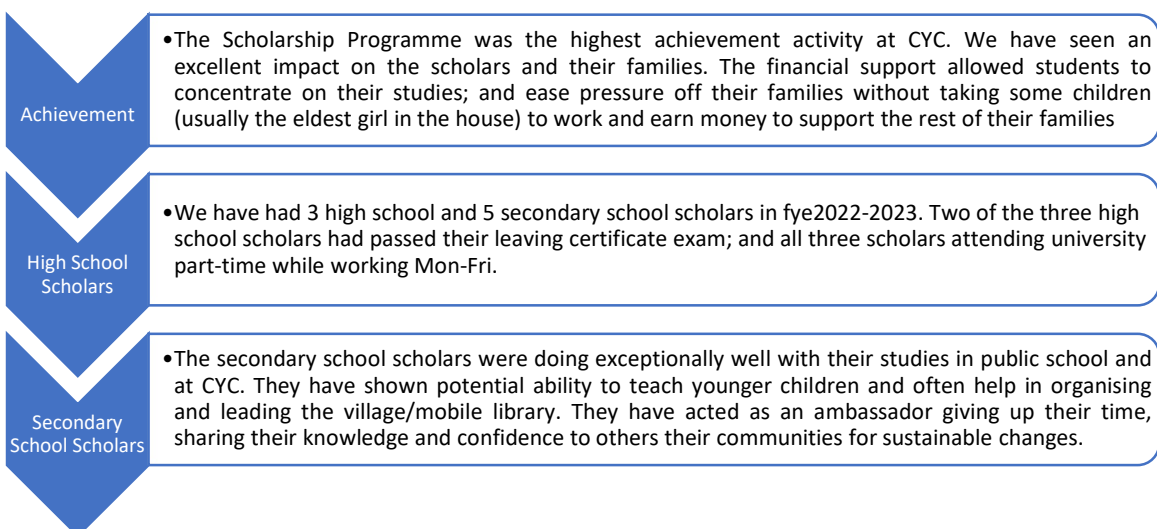 Achievement
•The Scholarship Programme was the highest achievement activity at CYC. We have seen an
excellent impact on the scholars and their families. The financial support allowed students to
concentrate on their studies; and ease pressure off their families without taking some children
(usually the eldest girl in the house) to work and earn money to support the rest of their families
High School
Scholars
•We have had 3 high school and 5 secondary school scholars in fye2022-2023. Two of the three high
school scholars had passed their leaving certificate exam; and all three scholars attending university
part-time while working Mon-Fri.
Secondary
School Scholars
•The secondary school scholars were doing exceptionally well with their studies in public school and
at CYC. They have shown potential ability to teach younger children and often help in organising
and leading the village/mobile library. They have acted as an ambassador giving up their time,
sharing their knowledge and confidence to others their communities for sustainable changes.